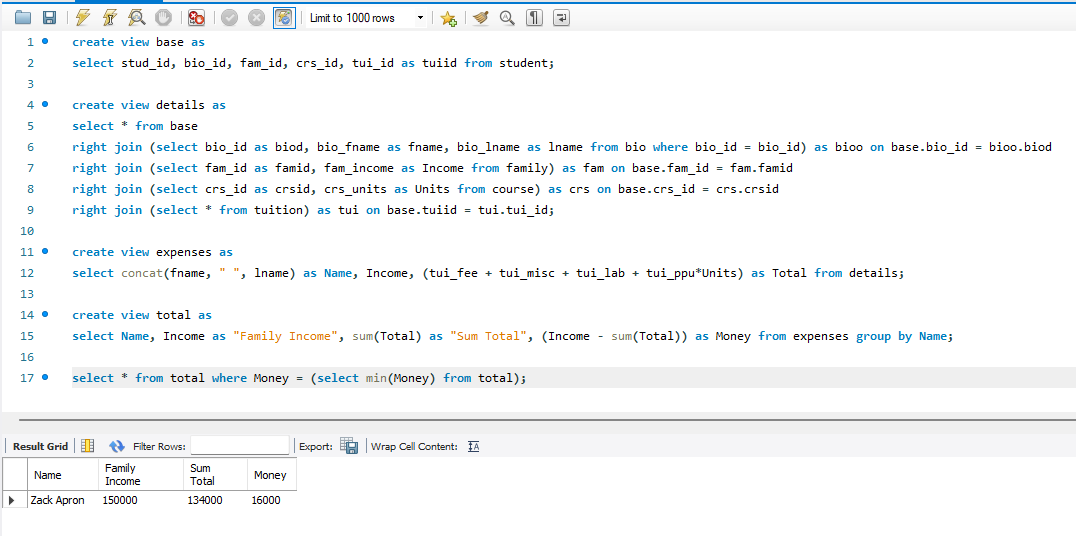 Limit to 1000 rows
1 create view base as
2 select stud_id, bio_id, fam_id, crs_id, tui_id as tuiid from student;
3
4 create view details as
5 select * from base
6 right join (select bio_id as biod, bio_fname as fname, bio_lname as lname from bio where bio_id = bio_id) as bioo on base.bio_id = bioo.biod
7 right join (select fam_id as famid, fam_income as Income from family) as fam on base.fam_id = fam.famid
8 right join (select crs_id as crsid, crs_units as Units from course) as crs on base.crs_id = crs.crsid
9 right join (select * from tuition) as tui on base.tuiid = tui.tui_id;
10
11 create view expenses as
12 select concat(fname, " ", lname) as Name, Income, (tui_fee + tui_misc + tui_lab + tui_ppu*Units) as Total from details;
13
14 create view total as
15 select Name, Income as "Family Income", sum(Total) as "Sum Total", (Income - sum(Total)) as Money from expenses group by Name;
16
17 select * from total where Money = (select min(Money) from total);
Result Grid Filter Rows: Export: Wrap Cell Content: IA
Name Family Income Sum Total Money
Zack Apron 150000 134000 16000